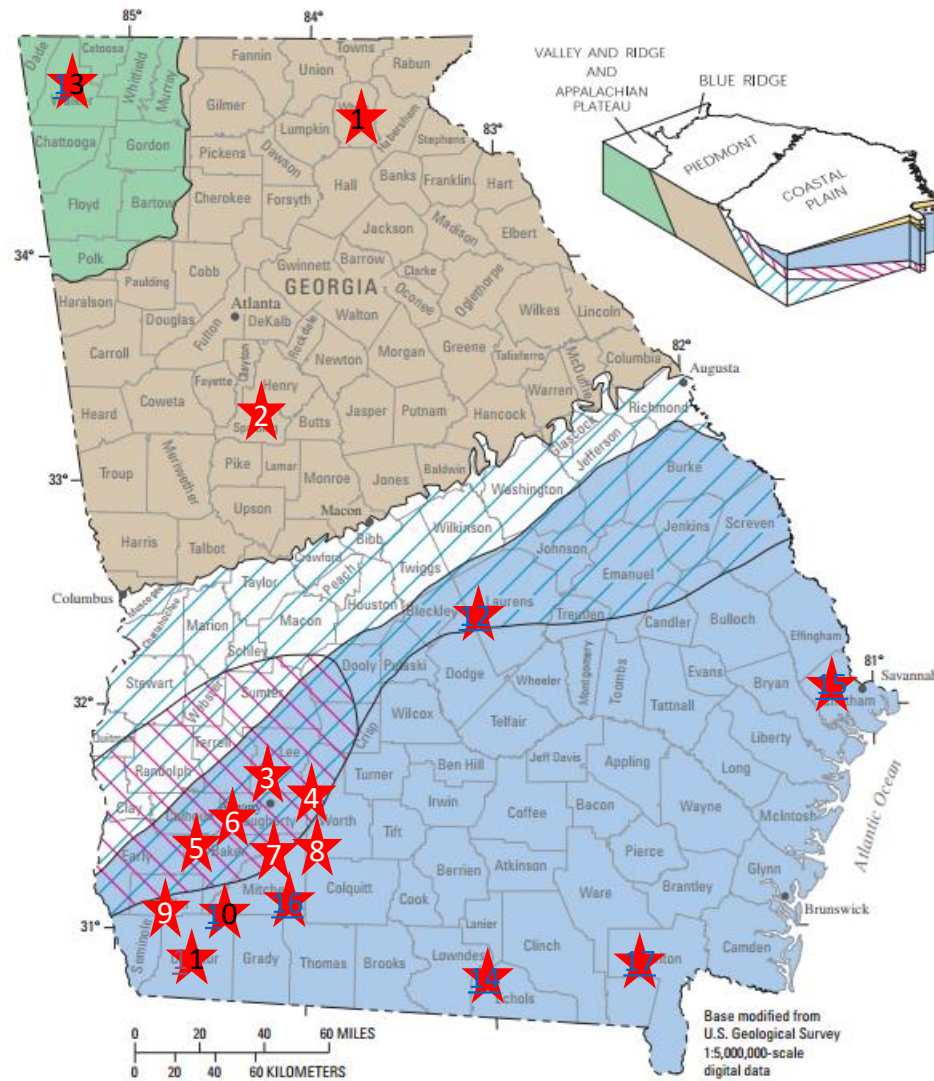 85°
84°
VALLEY AND RIDGE
AND
APPALACHIAN
PLATEAU
BLUE RIDGE
PIEDMONT
COASTAL
PLAIN
Dade
Catoosa
Whitfield
Murray
Fannin
Union
Towns
Rabun
3
Gilmer
1
Habersham
83°
Lumpkin
Stephens
Chattooga
Gordon
Pickens
Dawson
Hall
Banks
Franklin
Hart
Floyd
Bartow
Cherokee
Forsyth
Jackson
Madison
Elbert
34°
Polk
Cobb
Gwinnett
Barrow
Clarke
Oglethorpe
Paulding
GEORGIA
Oconee
Haralson
Atlanta
Wilkes
Lincoln
Douglas
Fulton
DeKalb
Walton
Rockdale
Morgan
Greene
Taliaferro
McDuffie
Columbia
82°
Augusta
Carroll
Clayton
Newton
Fayette
Henry
Warren
Richmond
Heard
Coweta
2
Butts
Jasper
Putnam
Hancock
Glascock
Jefferson
Pike
Lamar
Monroe
Jones
Baldwin
Washington
Burke
33°
Troup
Meriwether
Upson
Macon
Wilkinson
Jenkins
Screven
Harris
Talbot
Crawford
Bibb
Twiggs
Johnson
Emanuel
Columbus
Muscogee
Chattahochee
Taylor
Peach
Houston
Bleckley
Laurens
Treutlen
Candler
Bulloch
Effingham
Marion
Macon
12
Schley
Dooly
Pulaski
Dodge
Wheeler
Montgomery
Toombs
Evans
Bryan
81°
Savannah
Stewart
Webster
Sumter
15
32°
Quitman
Terrell
Lee
Crisp
Wilcox
Telfair
Tattnall
Liberty
Randolph
3
Turner
Ben Hill
Jeff Davis
Appling
Long
Clay
4
Irwin
Coffee
Bacon
Wayne
McIntosh
6
Worth
Tift
Early
5
Baker
7
8
Berrien
Atkinson
Pierce
Glynn
Atlantic Ocean
Colquitt
Cook
Ware
Brantley
Brunswick
9
0
16
Lanier
31°
Seminole
Clinch
Camden
1
Grady
Thomas
Brooks
Lowndes
14
Echols
17
0 20 40 60 MILES
0 20 40 60 KILOMETERS
Base modified from
U.S. Geological Survey
1:5,000,000-scale
digital data